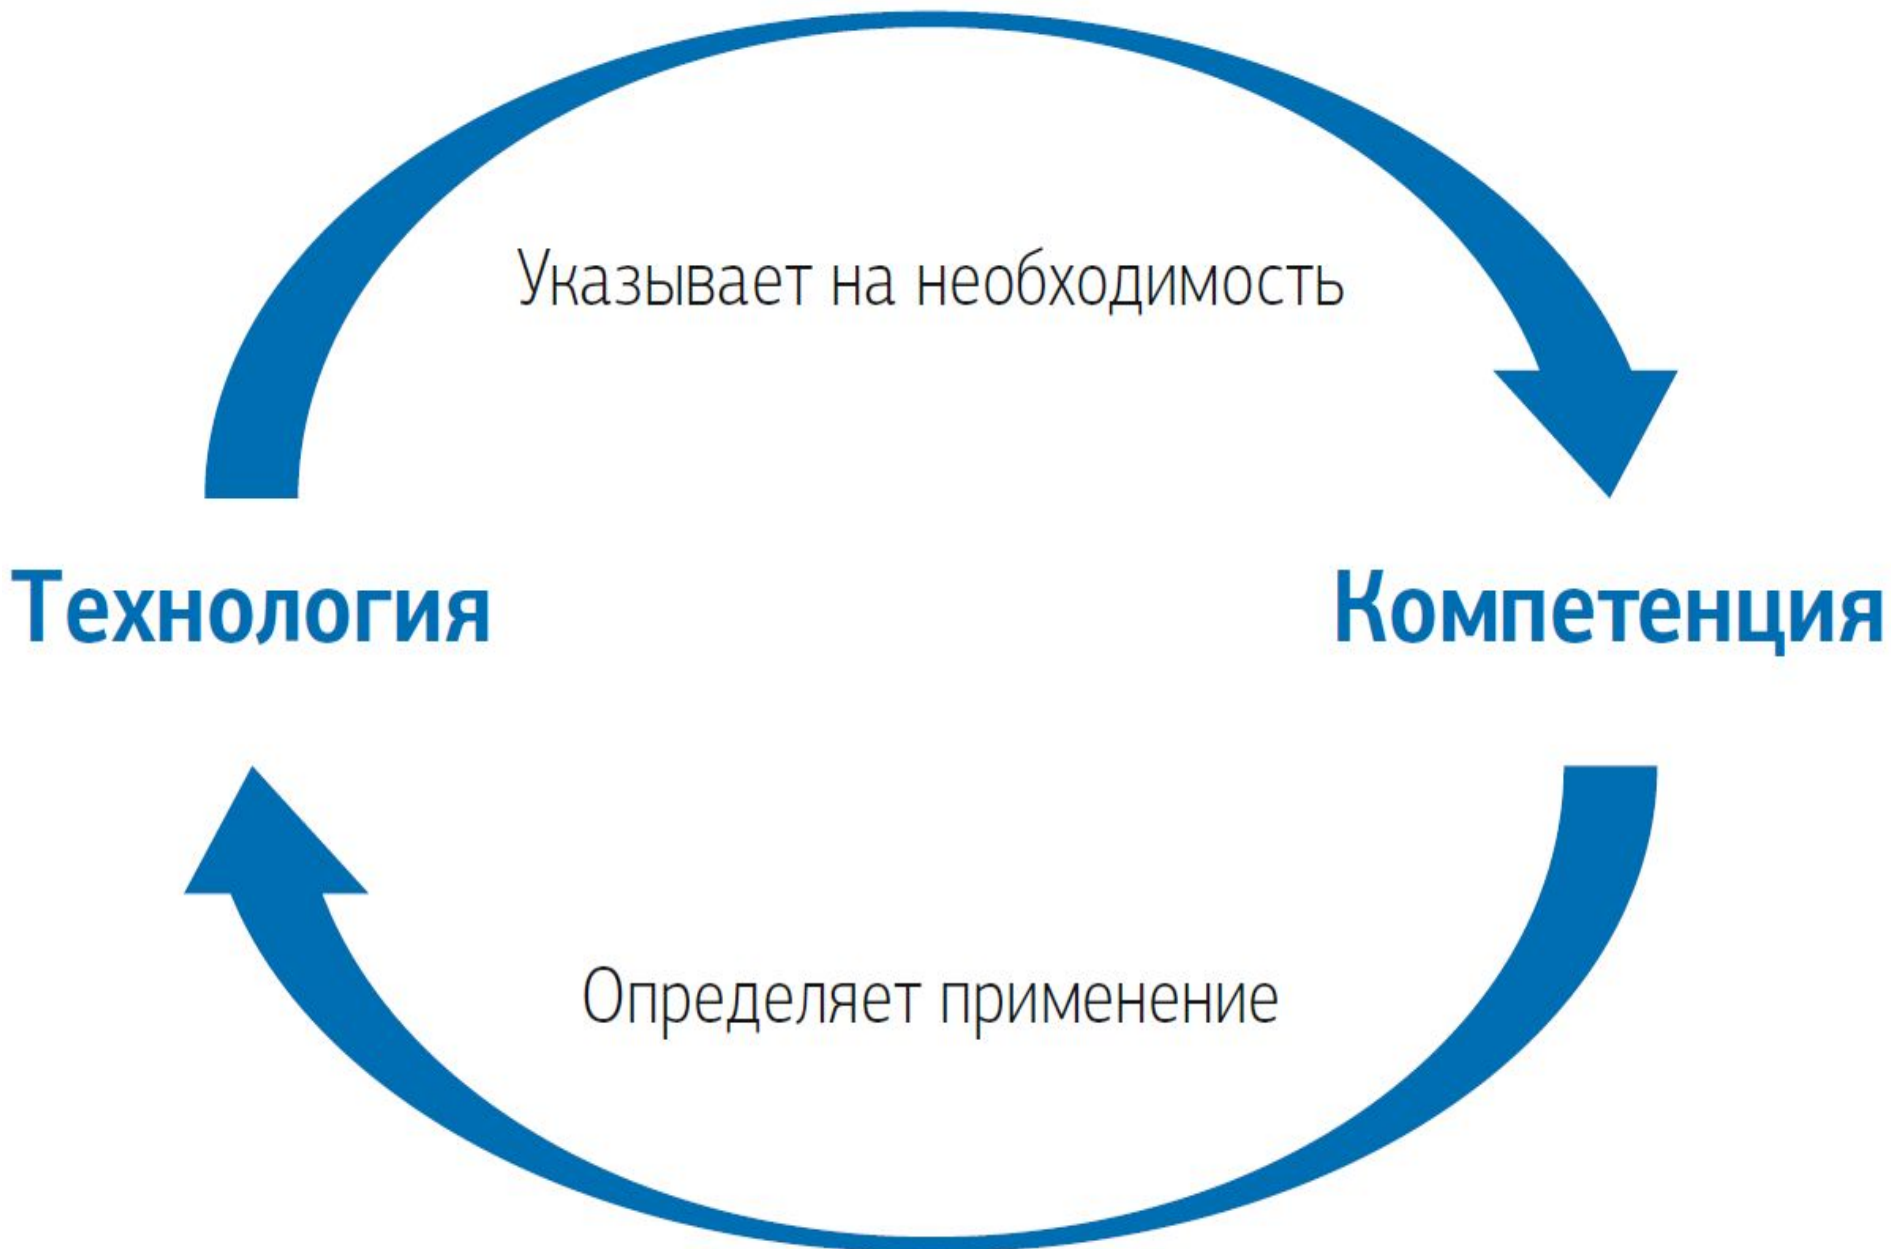 Указывает на необходимость
Технология
Компетенция
Определяет применение